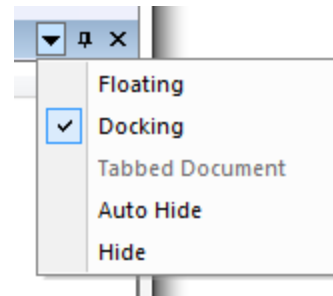 Floating
Docking
Tabbed Document
Auto Hide
Hide